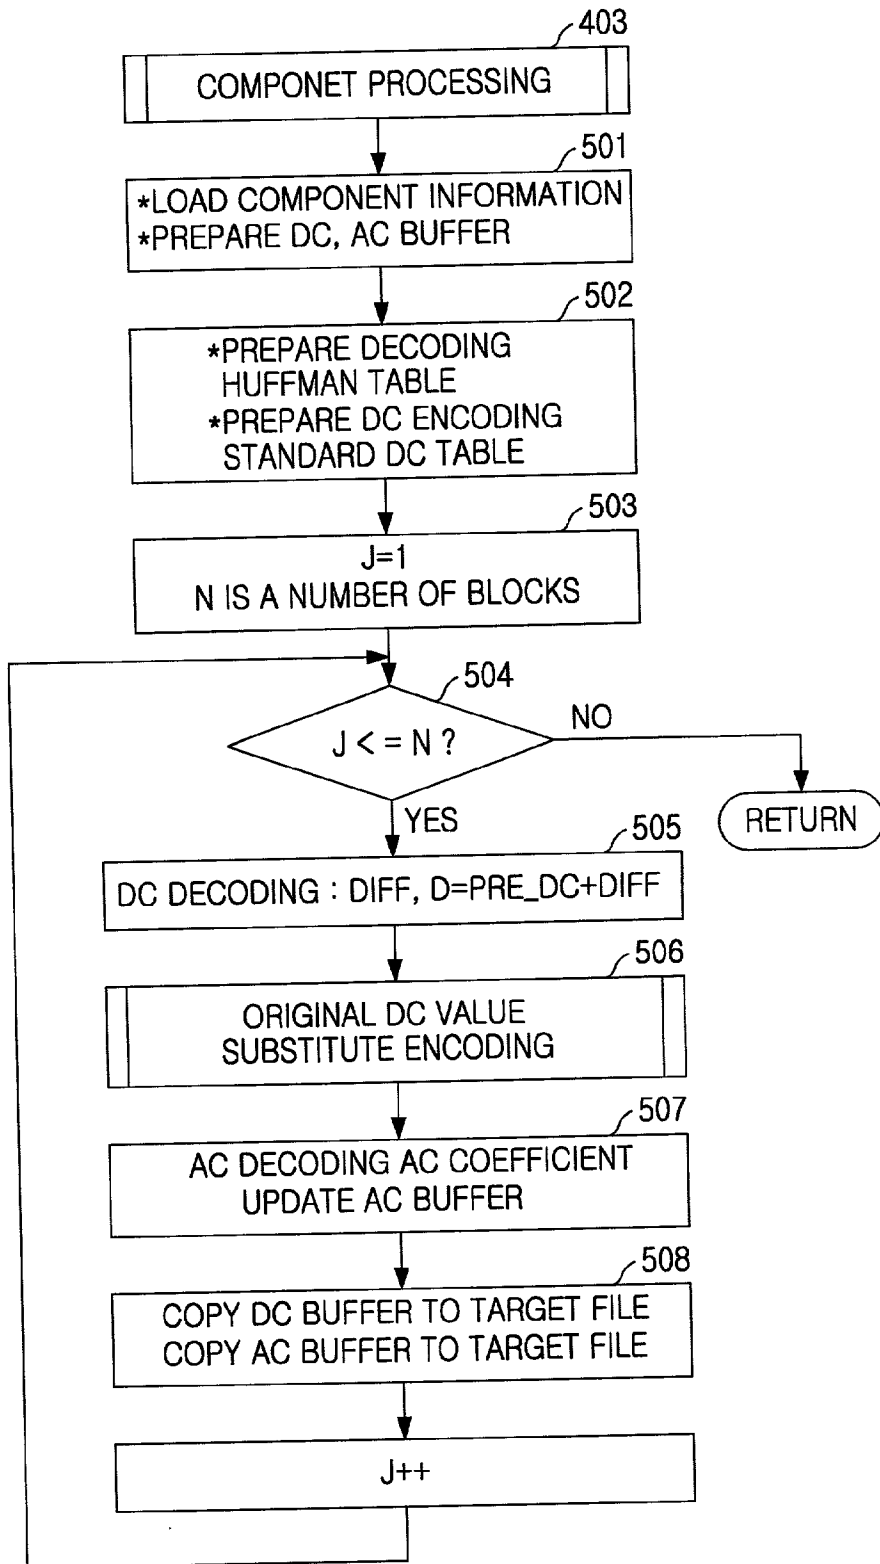 403
COMPONET PROCESSING
501
*LOAD COMPONENT INFORMATION
*PREPARE DC, AC BUFFER
502
*PREPARE DECODING
HUFFMAN TABLE
*PREPARE DC ENCODING
STANDARD DC TABLE
503
J=1
N IS A NUMBER OF BLOCKS
504
J < = N ?
NO
RETURN
YES
505
DC DECODING : DIFF, D=PRE_DC+DIFF
506
ORIGINAL DC VALUE
SUBSTITUTE ENCODING
507
AC DECODING AC COEFFICIENT
UPDATE AC BUFFER
508
COPY DC BUFFER TO TARGET FILE
COPY AC BUFFER TO TARGET FILE
J++